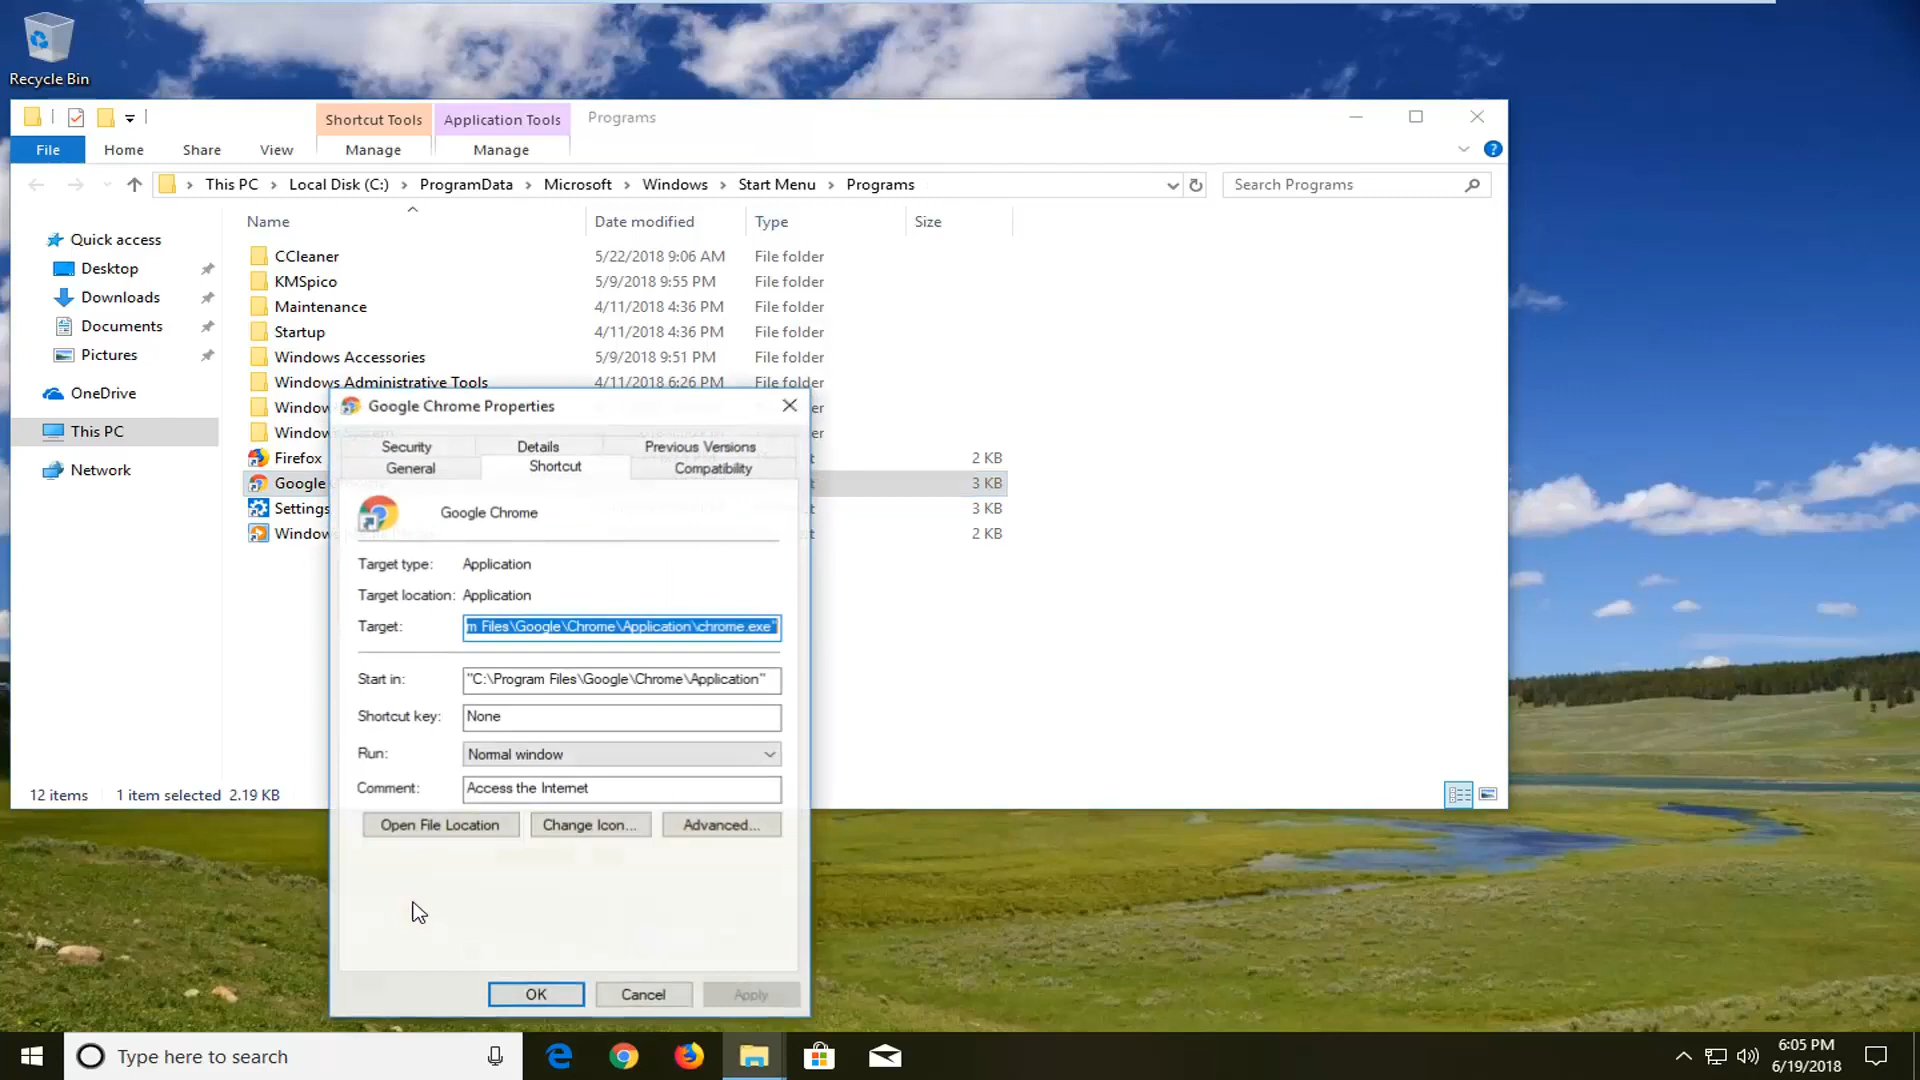 Recycle Bin
Shortcut Tools Application Tools Programs
File Home Share View Manage Manage
This PC Local Disk (C:) ProgramData Microsoft Windows Start Menu Programs Search Programs
Name Date modified Type Size
Quick access
Desktop
Downloads
Documents
Pictures
OneDrive
This PC
Network
CCleaner 5/22/2018 9:06 AM File folder
KMSpico 5/9/2018 9:55 PM File folder
Maintenance 4/11/2018 4:36 PM File folder
Startup 4/11/2018 4:36 PM File folder
Windows Accessories 5/9/2018 9:51 PM File folder
Windows Administrative Tools 4/11/2018 6:26 PM File folder
Firefox 2 KB
Google 3 KB
Settings 3 KB
Windows 2 KB
12 items 1 item selected 2.19 KB
Google Chrome Properties
Security Details Previous Versions
General Shortcut Compatibility
Google Chrome
Target type: Application
Target location: Application
Target: m Files\Google\Chrome\Application\chrome.exe"
Start in: "C:\Program Files\Google\Chrome\Application"
Shortcut key: None
Run: Normal window
Comment: Access the Internet
Open File Location Change Icon... Advanced...
OK Cancel Apply
Type here to search
6:05 PM
6/19/2018